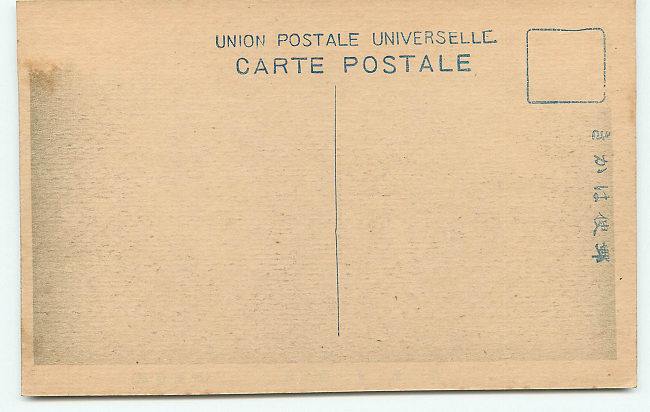 UNION POSTALE UNIVERSELLE.
CARTE POSTALE
郵便はかき